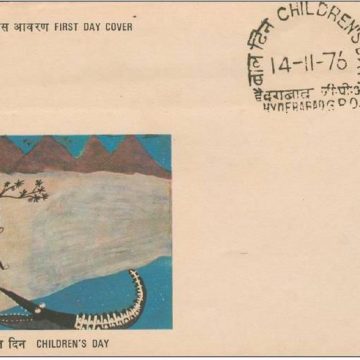 आवरण FIRST DAY COVER
बाल दिन CHILDREN'S
14-11-76
हैदराबाद जी.पी.ओ
HYDERABAD G.P.O.
दिन CHILDREN'S DAY